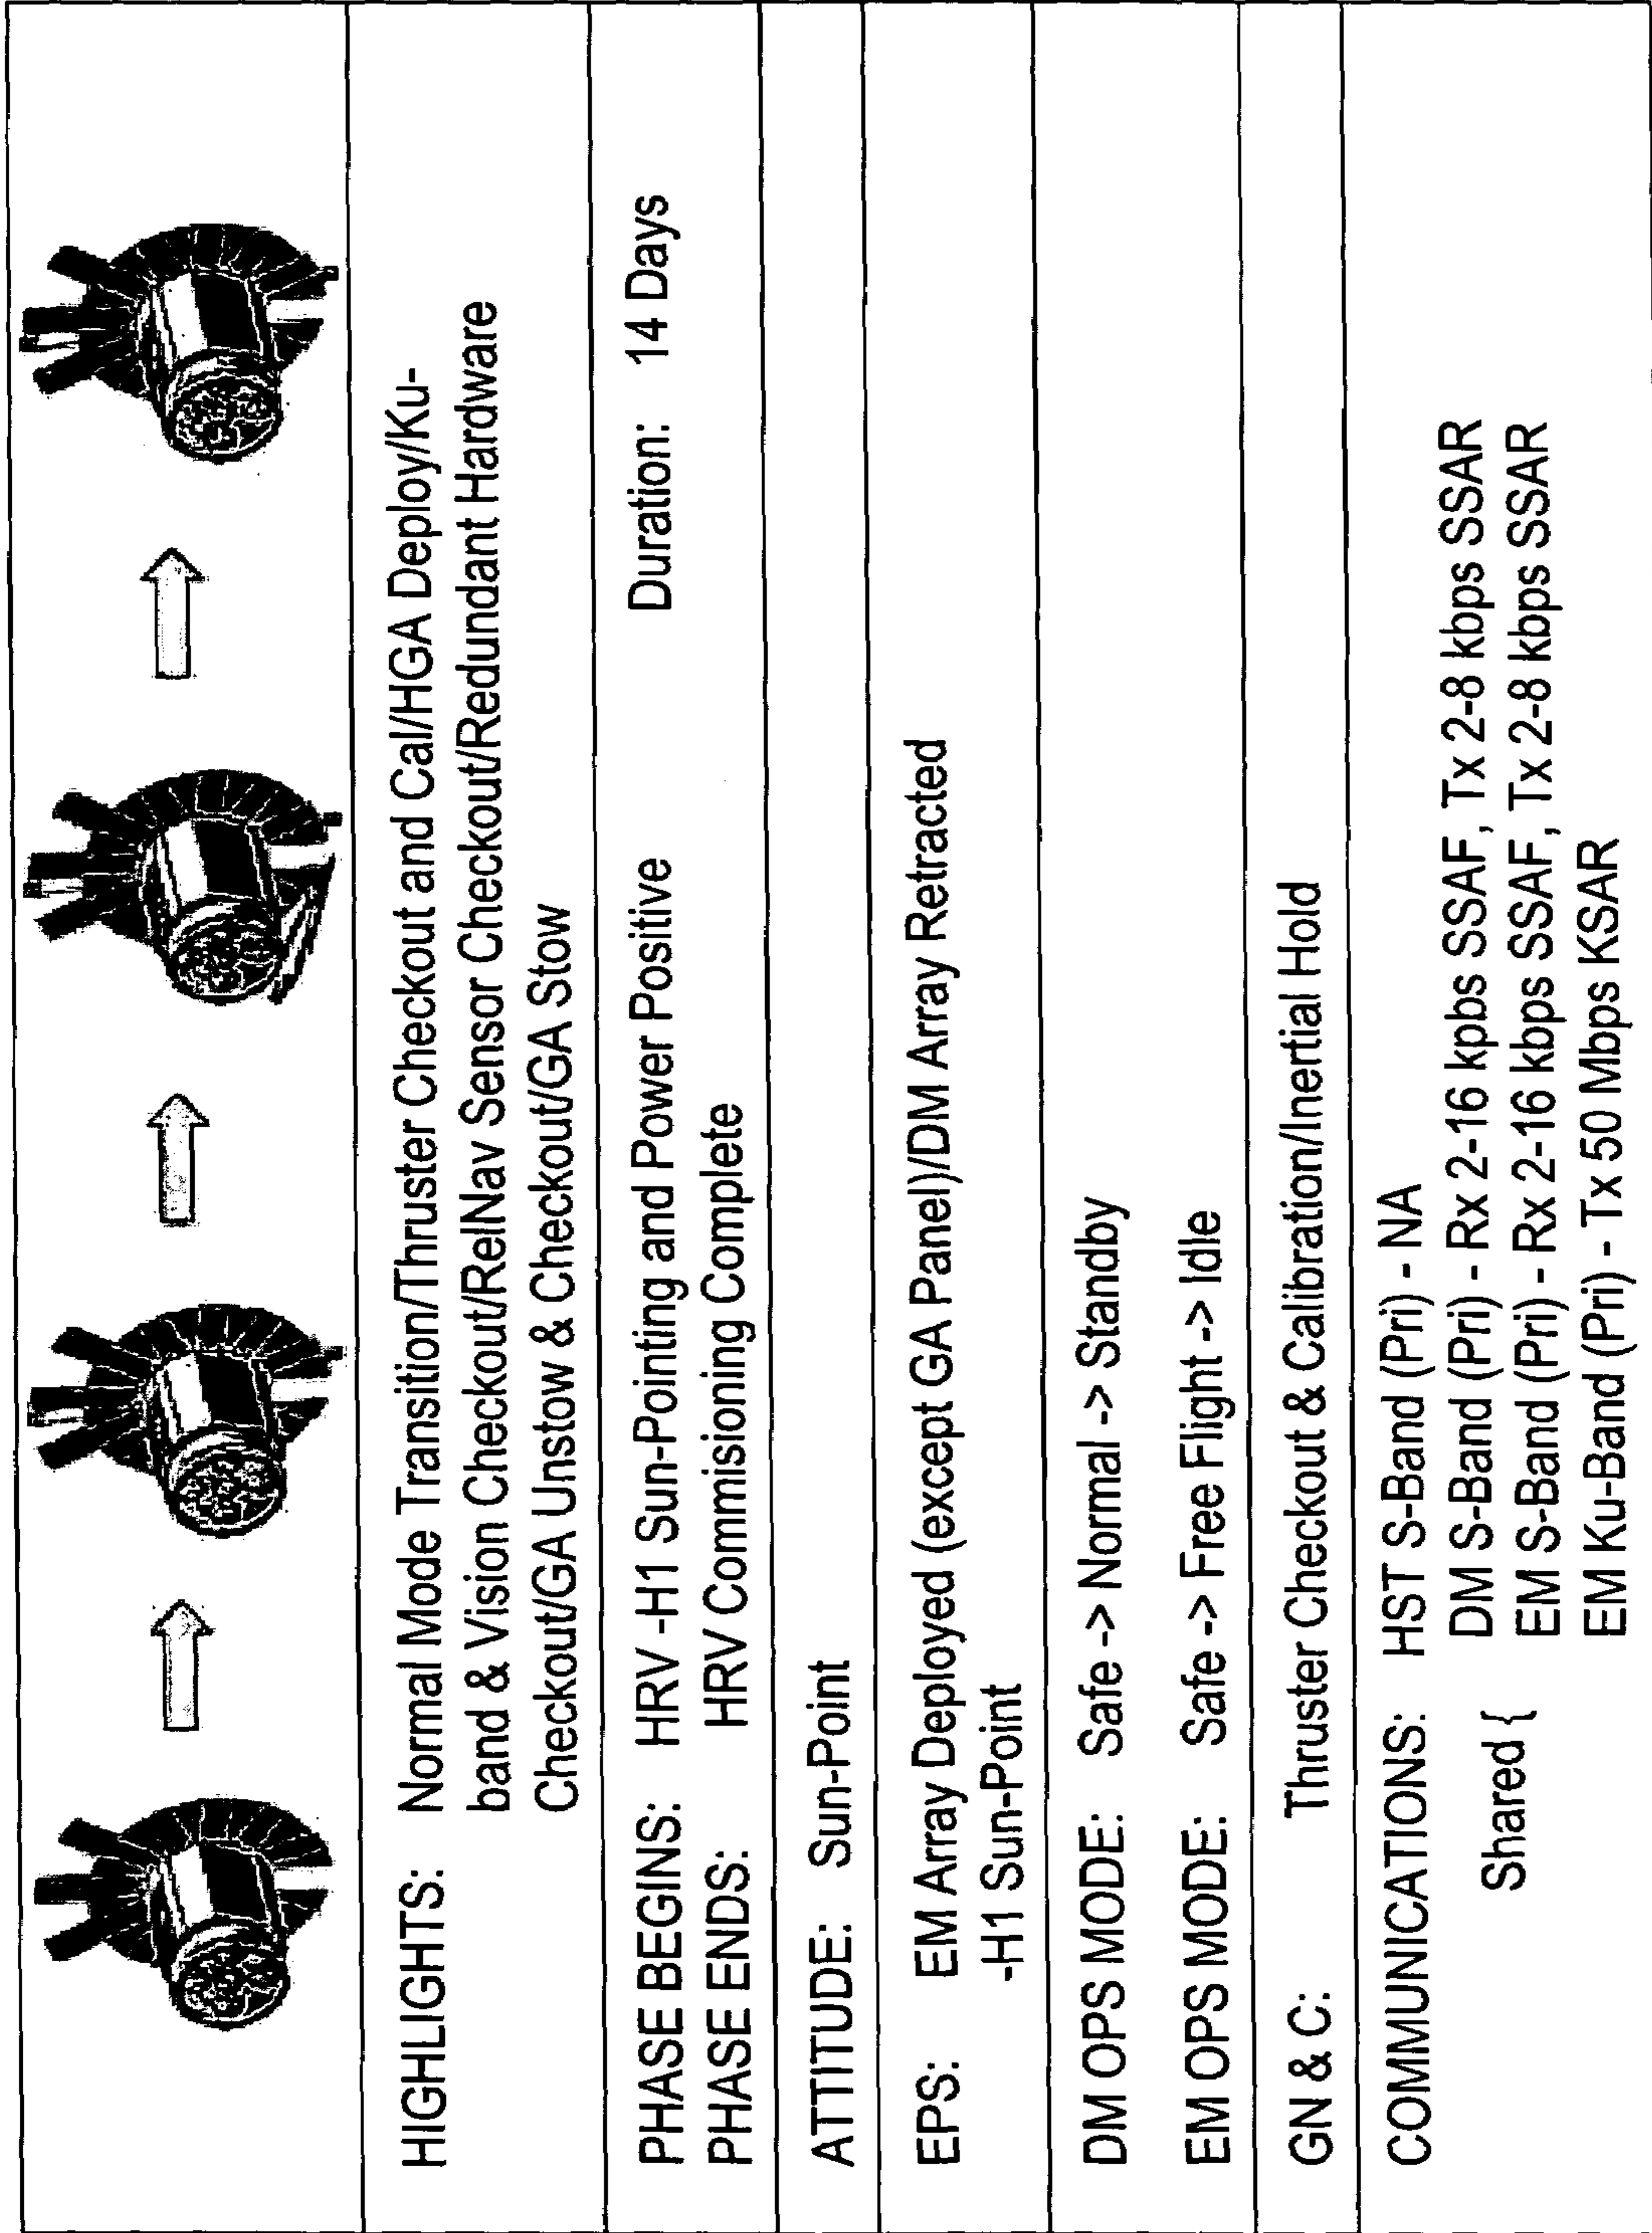 HIGHLIGHTS: Normal Mode Transition/Thruster Checkout and Cal/HGA Deploy/Ku-
band & Vision Checkout/RelNav Sensor Checkout/Redundant Hardware
Checkout/GA Unstow & Checkout/GA Stow
PHASE BEGINS: HRV -H1 Sun-Pointing and Power Positive Duration: 14 Days
PHASE ENDS: HRV Commisioning Complete
ATTITUDE: Sun-Point
EPS: EM Array Deployed (except GA Panel)/DM Array Retracted
-H1 Sun-Point
DM OPS MODE: Safe -> Normal -> Standby
EM OPS MODE: Safe -> Free Flight -> Idle
GN & C: Thruster Checkout & Calibration/Inertial Hold
COMMUNICATIONS: HST S-Band (Pri) - NA
DM S-Band (Pri) - Rx 2-16 kpbs SSAF, Tx 2-8 kbps SSAR
Shared { EM S-Band (Pri) - Rx 2-16 kbps SSAF, Tx 2-8 kbps SSAR
EM Ku-Band (Pri) - Tx 50 Mbps KSAR